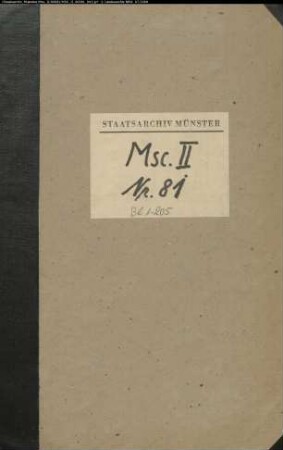 STAATSARCHIV MÜNSTER
Msc. II
Nr. 81
Bl. 1-205